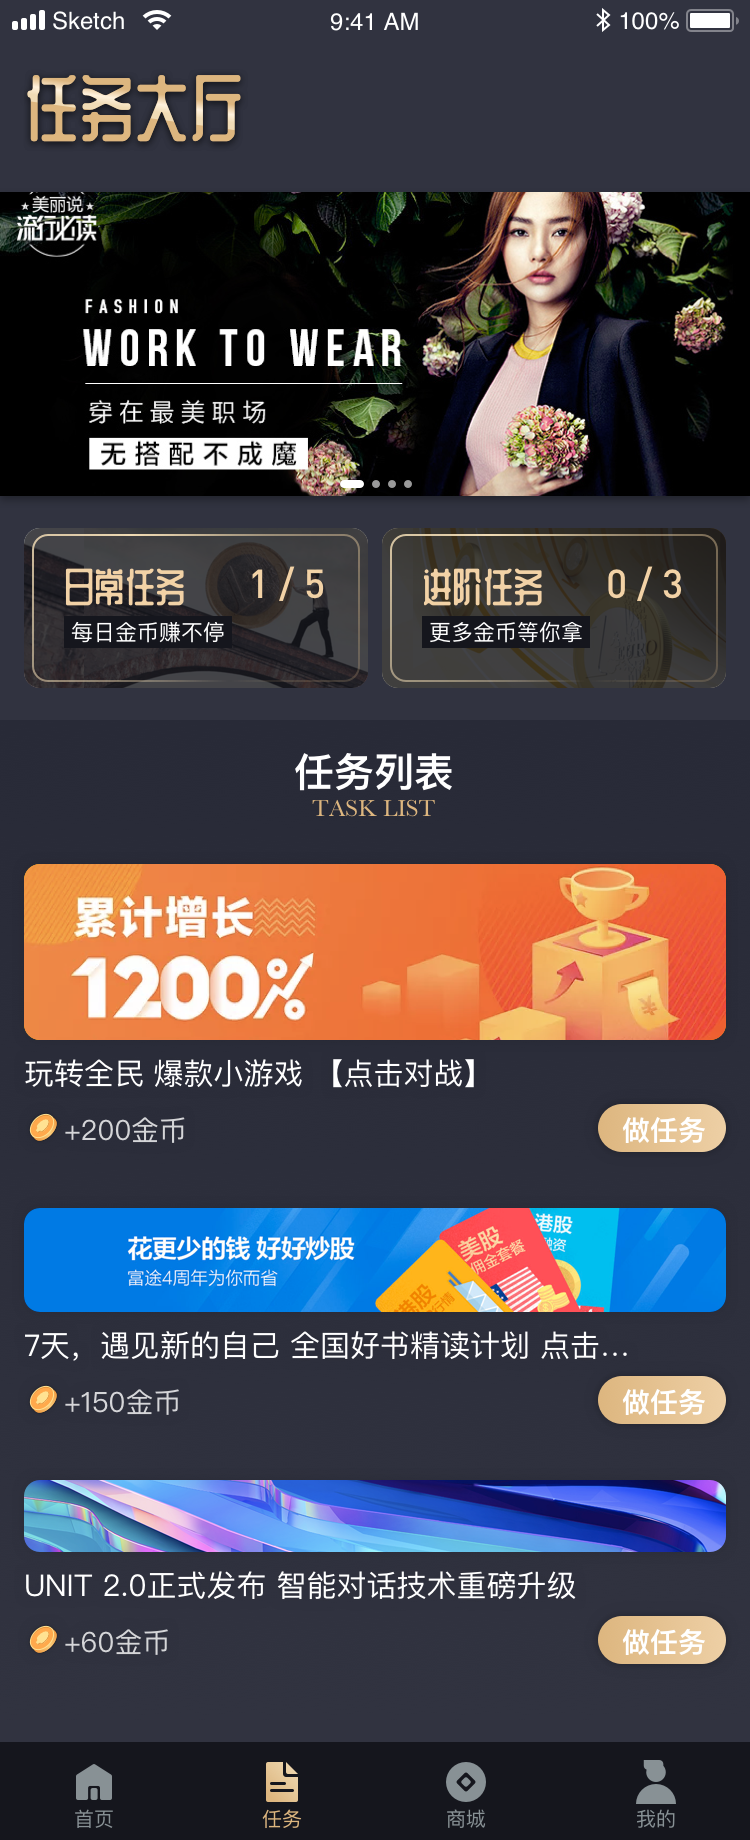 Sketch 9:41 AM 100%
任务大厅
美丽说
流行必读
FASHION
WORK TO WEAR
穿在最美职场
无搭配不成魔
日常任务 1 / 5
每日金币赚不停
进阶任务 0 / 3
更多金币等你拿
任务列表
TASK LIST
累计增长
1200%
玩转全民 爆款小游戏 【点击对战】
+200金币
做任务
花更少的钱 好好炒股
富途4周年为你而省
港股
融资
美股
佣金套餐
港股
行情
7天，遇见新的自己 全国好书精读计划 点击...
+150金币
做任务
UNIT 2.0正式发布 智能对话技术重磅升级
+60金币
做任务
首页
任务
商城
我的